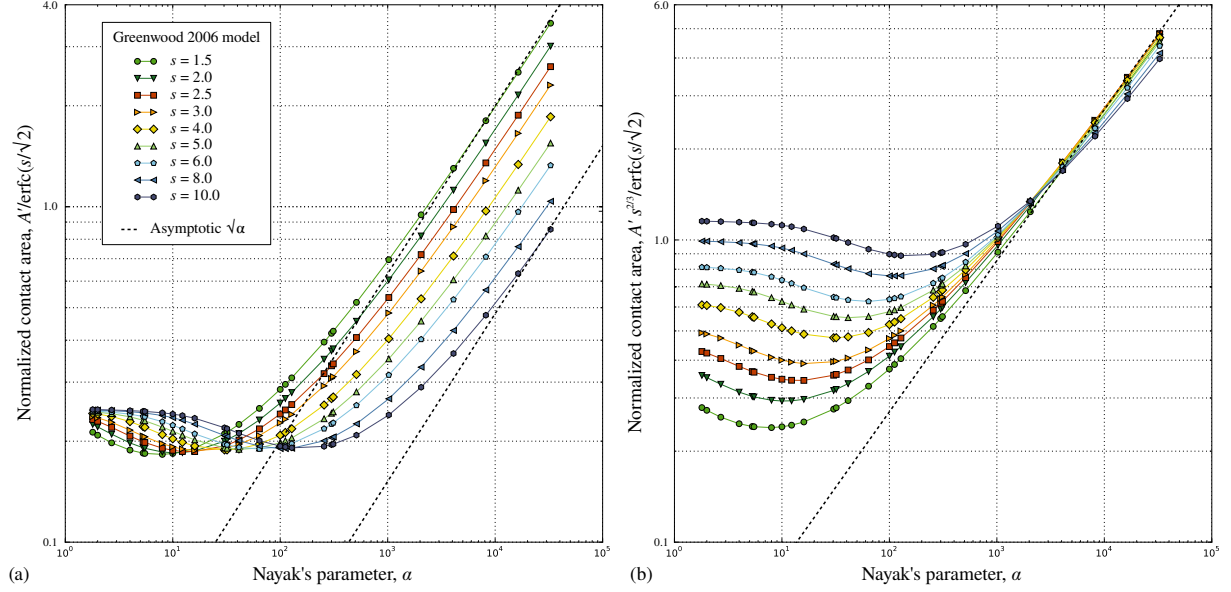 4.0
1.0
0.1
Normalized contact area, A′/erfc(s/√2)
Greenwood 2006 model
s = 1.5
s = 2.0
s = 2.5
s = 3.0
s = 4.0
s = 5.0
s = 6.0
s = 8.0
s = 10.0
Asymptotic √α
10⁰ 10¹ 10² 10³ 10⁴ 10⁵
(a) Nayak's parameter, α
6.0
1.0
0.1
Normalized contact area, A′ s²ᐟ³/erfc(s/√2)
10⁰ 10¹ 10² 10³ 10⁴ 10⁵
(b) Nayak's parameter, α